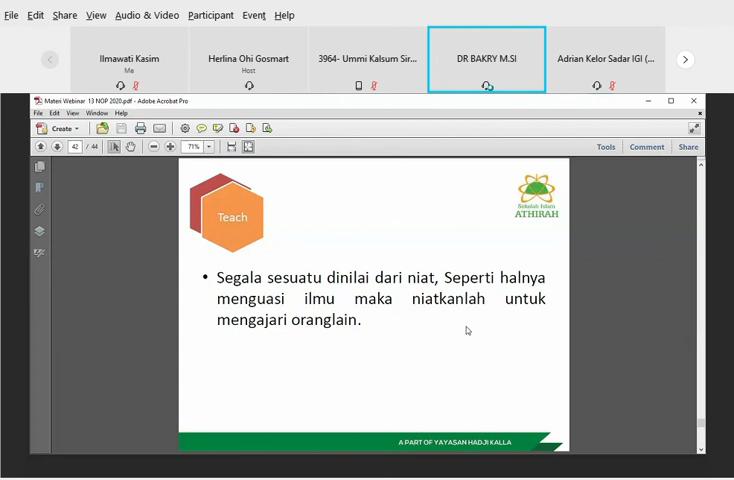 File Edit Share View Audio & Video Participant Event Help
Ilmawati Kasim
Me
Herlina Ohi Gosmart
Host
3964- Ummi Kalsum Sir...
DR BAKRY M.SI
Adrian Kelor Sadar IGI (...
Materi Webinar 13 NOP 2020.pdf - Adobe Acrobat Pro
File Edit View Window Help
Create
42 / 44 71% Tools Comment Share
Teach
Sekolah Islam
ATHIRAH
• Segala sesuatu dinilai dari niat, Seperti halnya
menguasi ilmu maka niatkanlah untuk
mengajari oranglain.
A PART OF YAYASAN HADJI KALLA